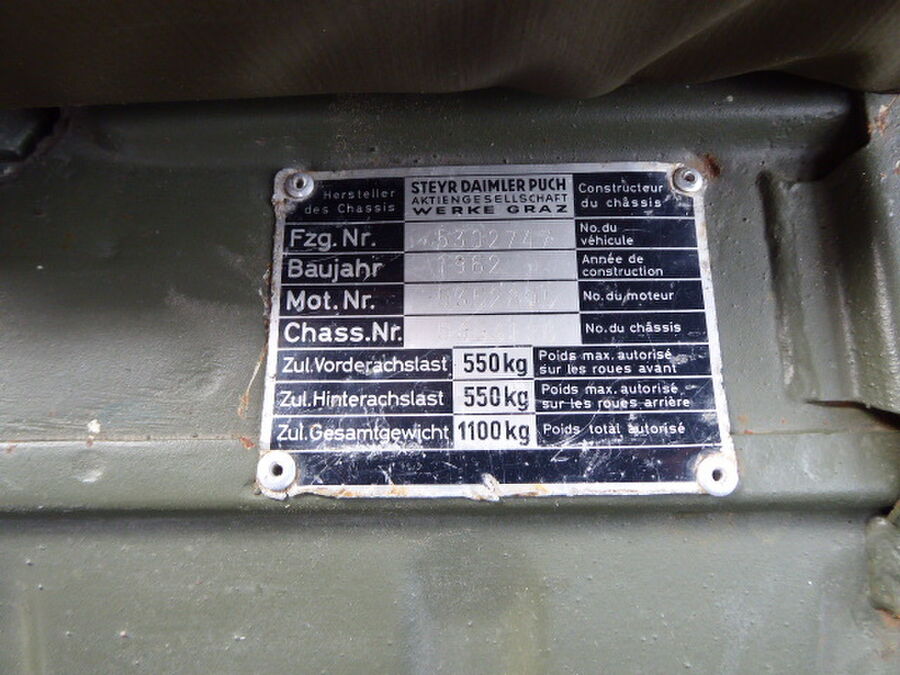 Hersteller
des Chassis
STEYR DAIMLER PUCH
AKTIENGESELLSCHAFT
WERKE GRAZ
Constructeur
du châssis
Fzg. Nr.
5302747
No. du
véhicule
Baujahr
1962
Année de
construction
Mot. Nr.
No. du moteur
Chass. Nr.
No. du châssis
Zul. Vorderachslast
550 kg
Poids max. autorisé
sur les roues avant
Zul. Hinterachslast
550 kg
Poids max. autorisé
sur les roues arrière
Zul. Gesamtgewicht
1100 kg
Poids total autorisé